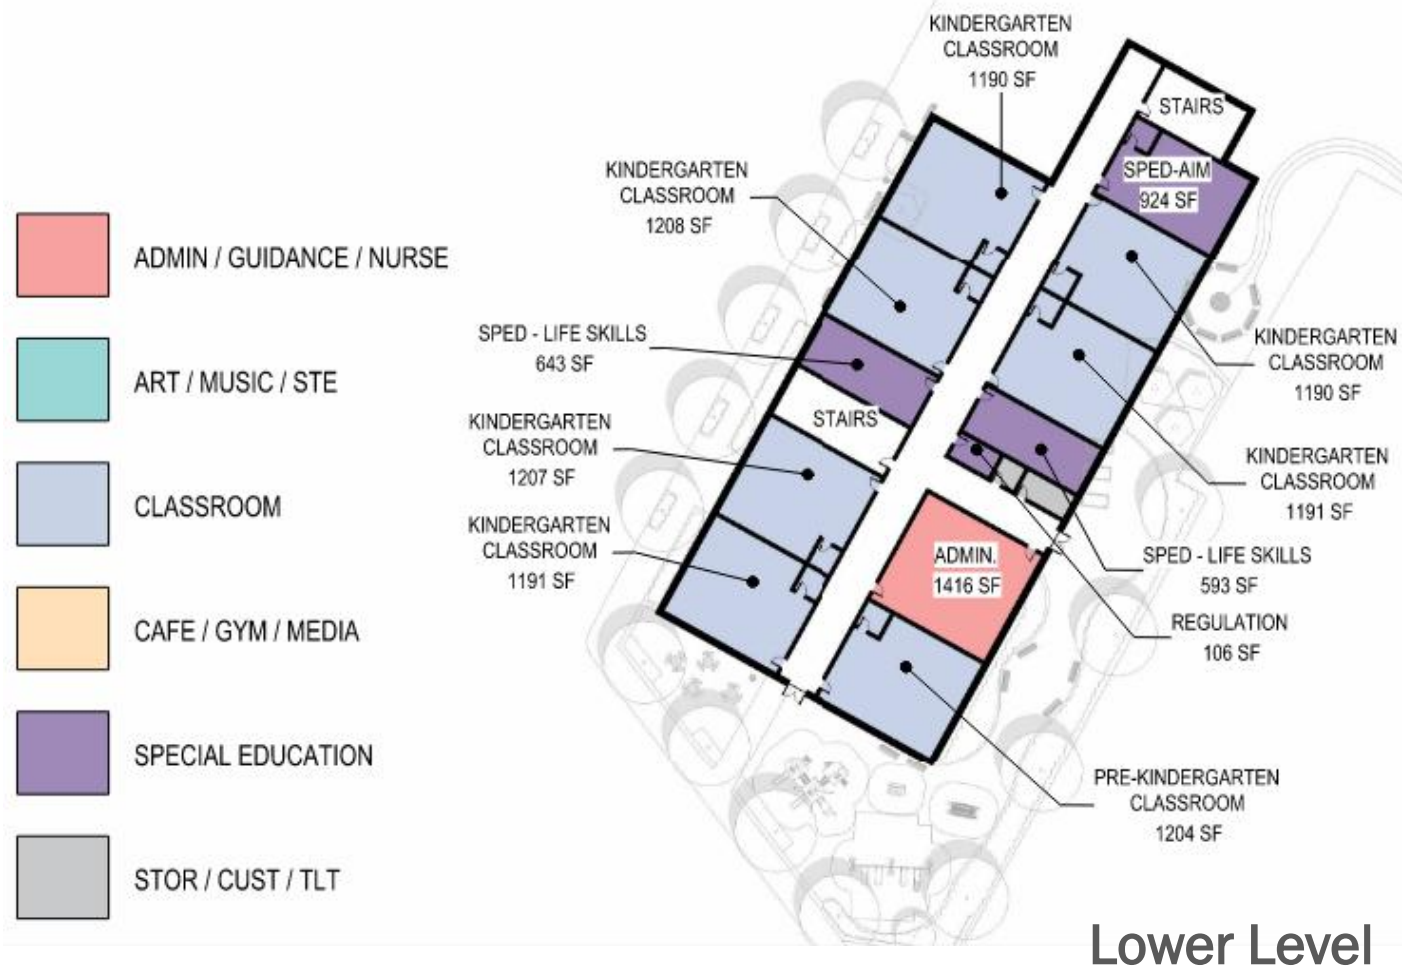 ADMIN / GUIDANCE / NURSE
ART / MUSIC / STE
CLASSROOM
CAFE / GYM / MEDIA
SPECIAL EDUCATION
STOR / CUST / TLT
KINDERGARTEN
CLASSROOM
1190 SF
KINDERGARTEN
CLASSROOM
1208 SF
SPED - LIFE SKILLS
643 SF
KINDERGARTEN
CLASSROOM
1207 SF
KINDERGARTEN
CLASSROOM
1191 SF
STAIRS
SPED-AIM
924 SF
STAIRS
ADMIN.
1416 SF
KINDERGARTEN
CLASSROOM
1190 SF
KINDERGARTEN
CLASSROOM
1191 SF
SPED - LIFE SKILLS
593 SF
REGULATION
106 SF
PRE-KINDERGARTEN
CLASSROOM
1204 SF
Lower Level